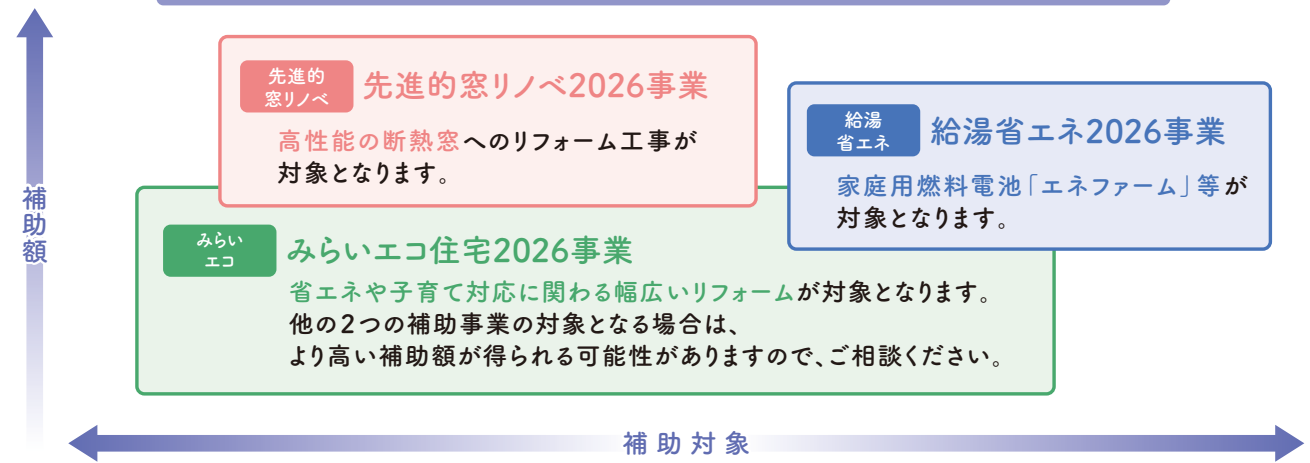 先進的
窓リノベ
先進的窓リノベ2026事業
高性能の断熱窓へのリフォーム工事が
対象となります。
給湯
省エネ
給湯省エネ2026事業
家庭用燃料電池「エネファーム」等が
対象となります。
みらい
エコ
みらいエコ住宅2026事業
省エネや子育て対応に関わる幅広いリフォームが対象となります。
他の2つの補助事業の対象となる場合は、
より高い補助額が得られる可能性がありますので、ご相談ください。
補助額
補助対象